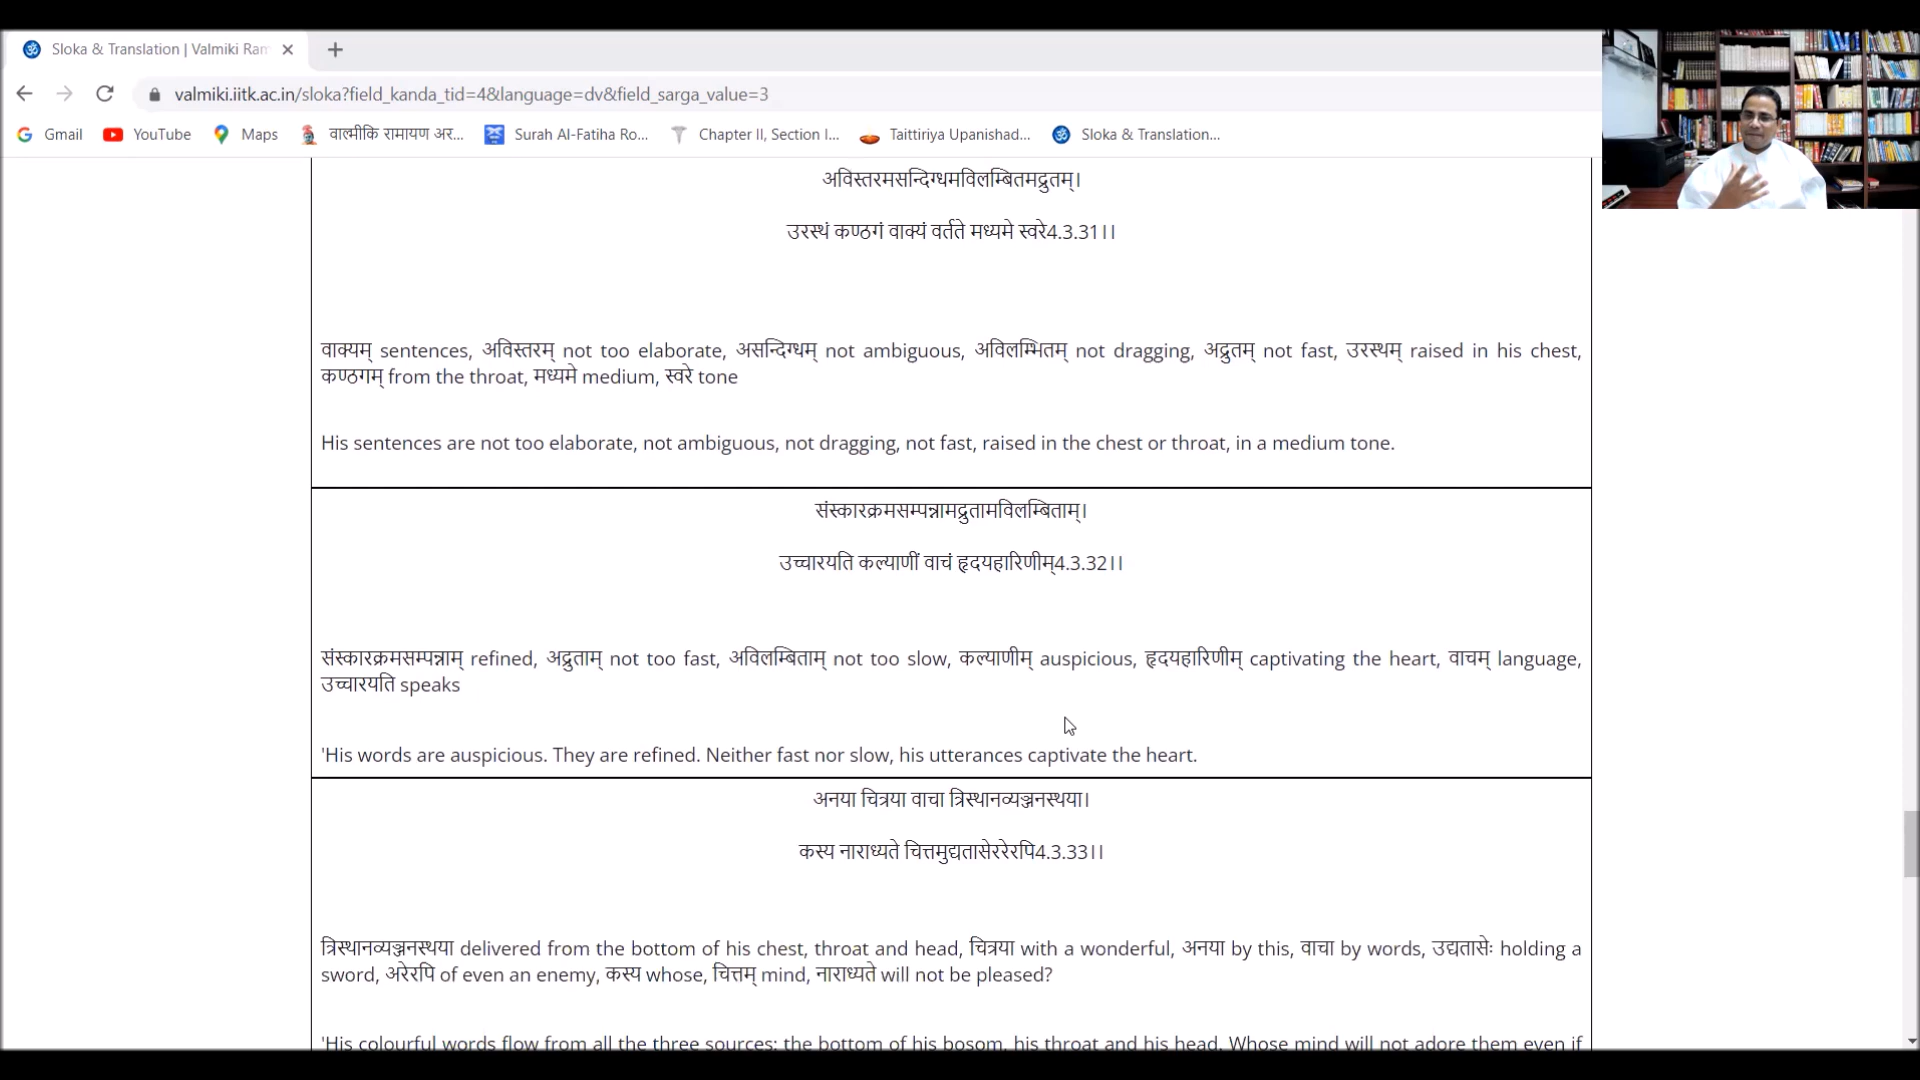 Sloka & Translation | Valmiki Ram
valmiki.iitk.ac.in/sloka?field_kanda_tid=4&language=dv&field_sarga_value=3
Gmail YouTube Maps वाल्मीकि रामायण अर... Surah Al-Fatiha Ro... Chapter II, Section I... Taittiriya Upanishad... Sloka & Translation...
अविस्तरमसन्दिग्धमविलम्बितमद्रुतम्।
उरस्थं कण्ठगं वाक्यं वर्तते मध्यमे स्वरे4.3.31।।
वाक्यम् sentences, अविस्तरम् not too elaborate, असन्दिग्धम् not ambiguous, अविलम्भितम् not dragging, अद्रुतम् not fast, उरस्थम् raised in his chest,
कण्ठगम् from the throat, मध्यमे medium, स्वरे tone
His sentences are not too elaborate, not ambiguous, not dragging, not fast, raised in the chest or throat, in a medium tone.
संस्कारक्रमसम्पन्नामद्रुतामविलम्बिताम्।
उच्चारयति कल्याणीं वाचं हृदयहारिणीम्4.3.32।।
संस्कारक्रमसम्पन्नाम् refined, अद्रुताम् not too fast, अविलम्बिताम् not too slow, कल्याणीम् auspicious, हृदयहारिणीम् captivating the heart, वाचम् language,
उच्चारयति speaks
'His words are auspicious. They are refined. Neither fast nor slow, his utterances captivate the heart.
अनया चित्रया वाचा त्रिस्थानव्यञ्जनस्थया।
कस्य नाराध्यते चित्तमुद्यतासेररेरपि4.3.33।।
त्रिस्थानव्यञ्जनस्थया delivered from the bottom of his chest, throat and head, चित्रया with a wonderful, अनया by this, वाचा by words, उद्यतासेः holding a
sword, अरेरपि of even an enemy, कस्य whose, चित्तम् mind, नाराध्यते will not be pleased?
'His colourful words flow from all the three sources: the bottom of his bosom, his throat and his head. Whose mind will not adore them even if